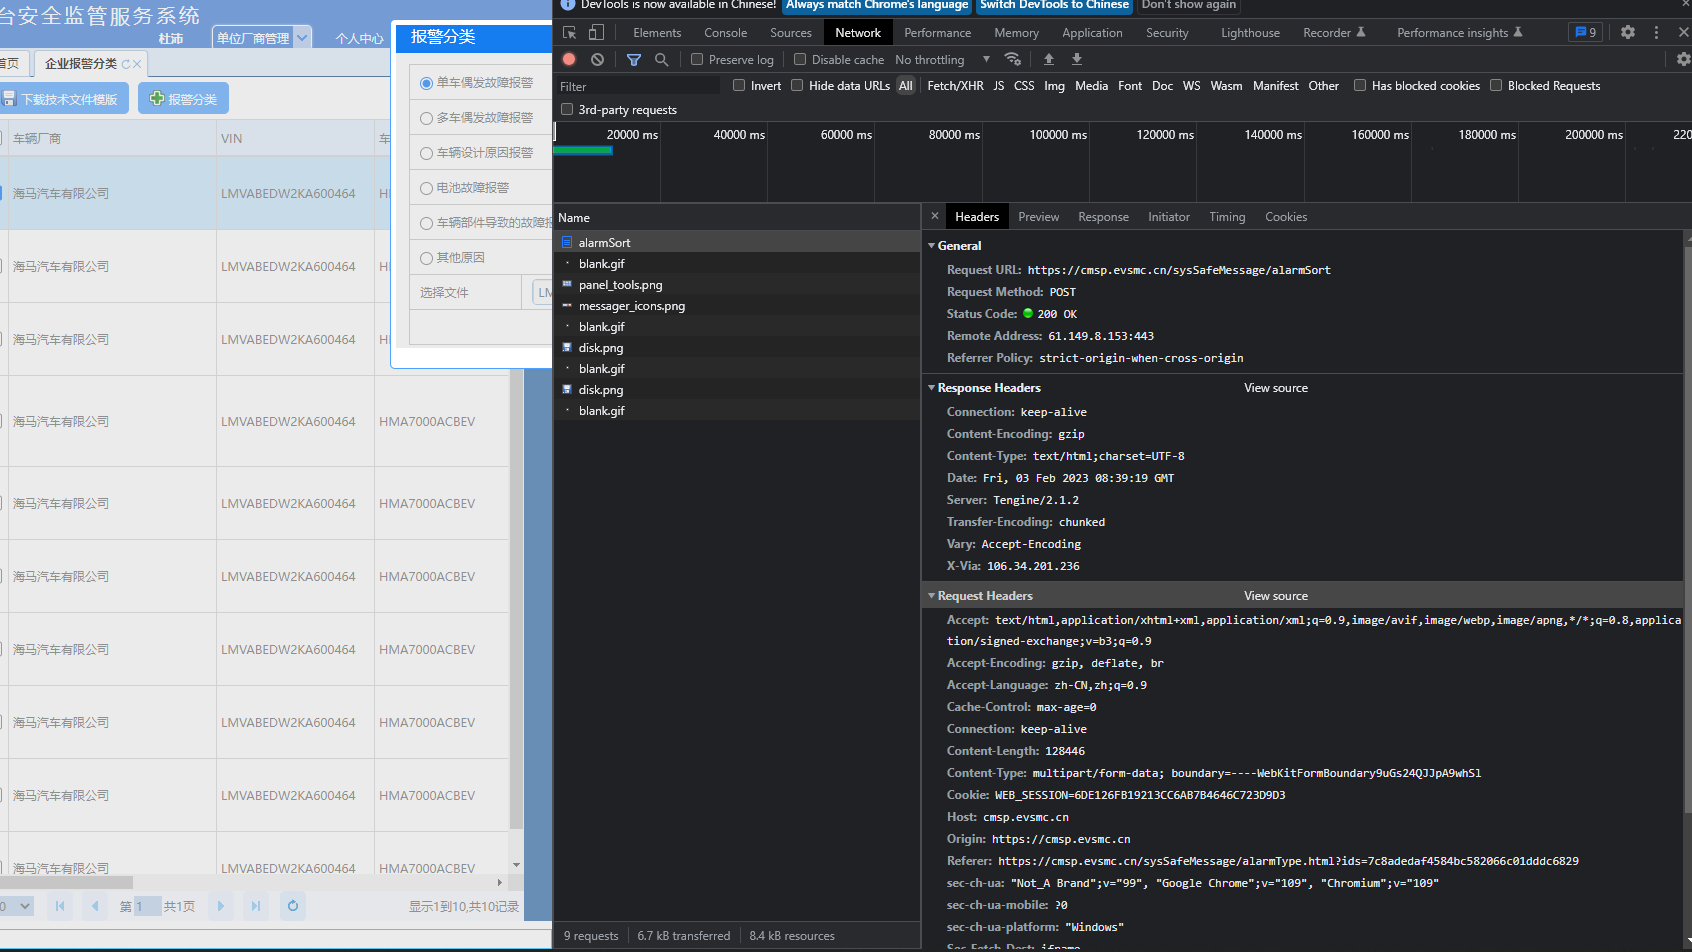 台安全监管服务系统
杜沛
单位厂商管理
个人中心
首页
企业报警分类
下载技术文件模版
报警分类
车辆厂商
VIN
车
海马汽车有限公司
LMVABEDW2KA600464
海马汽车有限公司
LMVABEDW2KA600464
海马汽车有限公司
LMVABEDW2KA600464
海马汽车有限公司
LMVABEDW2KA600464
HMA7000ACBEV
海马汽车有限公司
LMVABEDW2KA600464
HMA7000ACBEV
海马汽车有限公司
LMVABEDW2KA600464
HMA7000ACBEV
海马汽车有限公司
LMVABEDW2KA600464
HMA7000ACBEV
海马汽车有限公司
LMVABEDW2KA600464
HMA7000ACBEV
海马汽车有限公司
LMVABEDW2KA600464
HMA7000ACBEV
海马汽车有限公司
LMVABEDW2KA600464
HMA7000ACBEV
0
第
1
共1页
显示1到10,共10记录
报警分类
单车偶发故障报警
多车偶发故障报警
车辆设计原因报警
电池故障报警
车辆部件导致的故障报
其他原因
选择文件
LM
DevTools is now available in Chinese!
Always match Chrome's language
Switch DevTools to Chinese
Don't show again
Elements
Console
Sources
Network
Performance
Memory
Application
Security
Lighthouse
Recorder
Performance insights
9
Preserve log
Disable cache
No throttling
Filter
Invert
Hide data URLs
All
Fetch/XHR
JS
CSS
Img
Media
Font
Doc
WS
Wasm
Manifest
Other
Has blocked cookies
Blocked Requests
3rd-party requests
20000 ms
40000 ms
60000 ms
80000 ms
100000 ms
120000 ms
140000 ms
160000 ms
180000 ms
200000 ms
220
Name
alarmSort
blank.gif
panel_tools.png
messager_icons.png
blank.gif
disk.png
blank.gif
disk.png
blank.gif
9 requests
6.7 kB transferred
8.4 kB resources
Headers
Preview
Response
Initiator
Timing
Cookies
General
Request URL: https://cmsp.evsmc.cn/sysSafeMessage/alarmSort
Request Method: POST
Status Code: 200 OK
Remote Address: 61.149.8.153:443
Referrer Policy: strict-origin-when-cross-origin
Response Headers
View source
Connection: keep-alive
Content-Encoding: gzip
Content-Type: text/html;charset=UTF-8
Date: Fri, 03 Feb 2023 08:39:19 GMT
Server: Tengine/2.1.2
Transfer-Encoding: chunked
Vary: Accept-Encoding
X-Via: 106.34.201.236
Request Headers
View source
Accept: text/html,application/xhtml+xml,application/xml;q=0.9,image/avif,image/webp,image/apng,*/*;q=0.8,applica
tion/signed-exchange;v=b3;q=0.9
Accept-Encoding: gzip, deflate, br
Accept-Language: zh-CN,zh;q=0.9
Cache-Control: max-age=0
Connection: keep-alive
Content-Length: 128446
Content-Type: multipart/form-data; boundary=----WebKitFormBoundary9uGs24QJJpA9whSl
Cookie: WEB_SESSION=6DE126FB19213CC6AB7B4646C723D9D3
Host: cmsp.evsmc.cn
Origin: https://cmsp.evsmc.cn
Referer: https://cmsp.evsmc.cn/sysSafeMessage/alarmType.html?ids=7c8adedaf4584bc582066c01dddc6829
sec-ch-ua: "Not_A Brand";v="99", "Google Chrome";v="109", "Chromium";v="109"
sec-ch-ua-mobile: ?0
sec-ch-ua-platform: "Windows"
Sec-Fetch-Dest: iframe